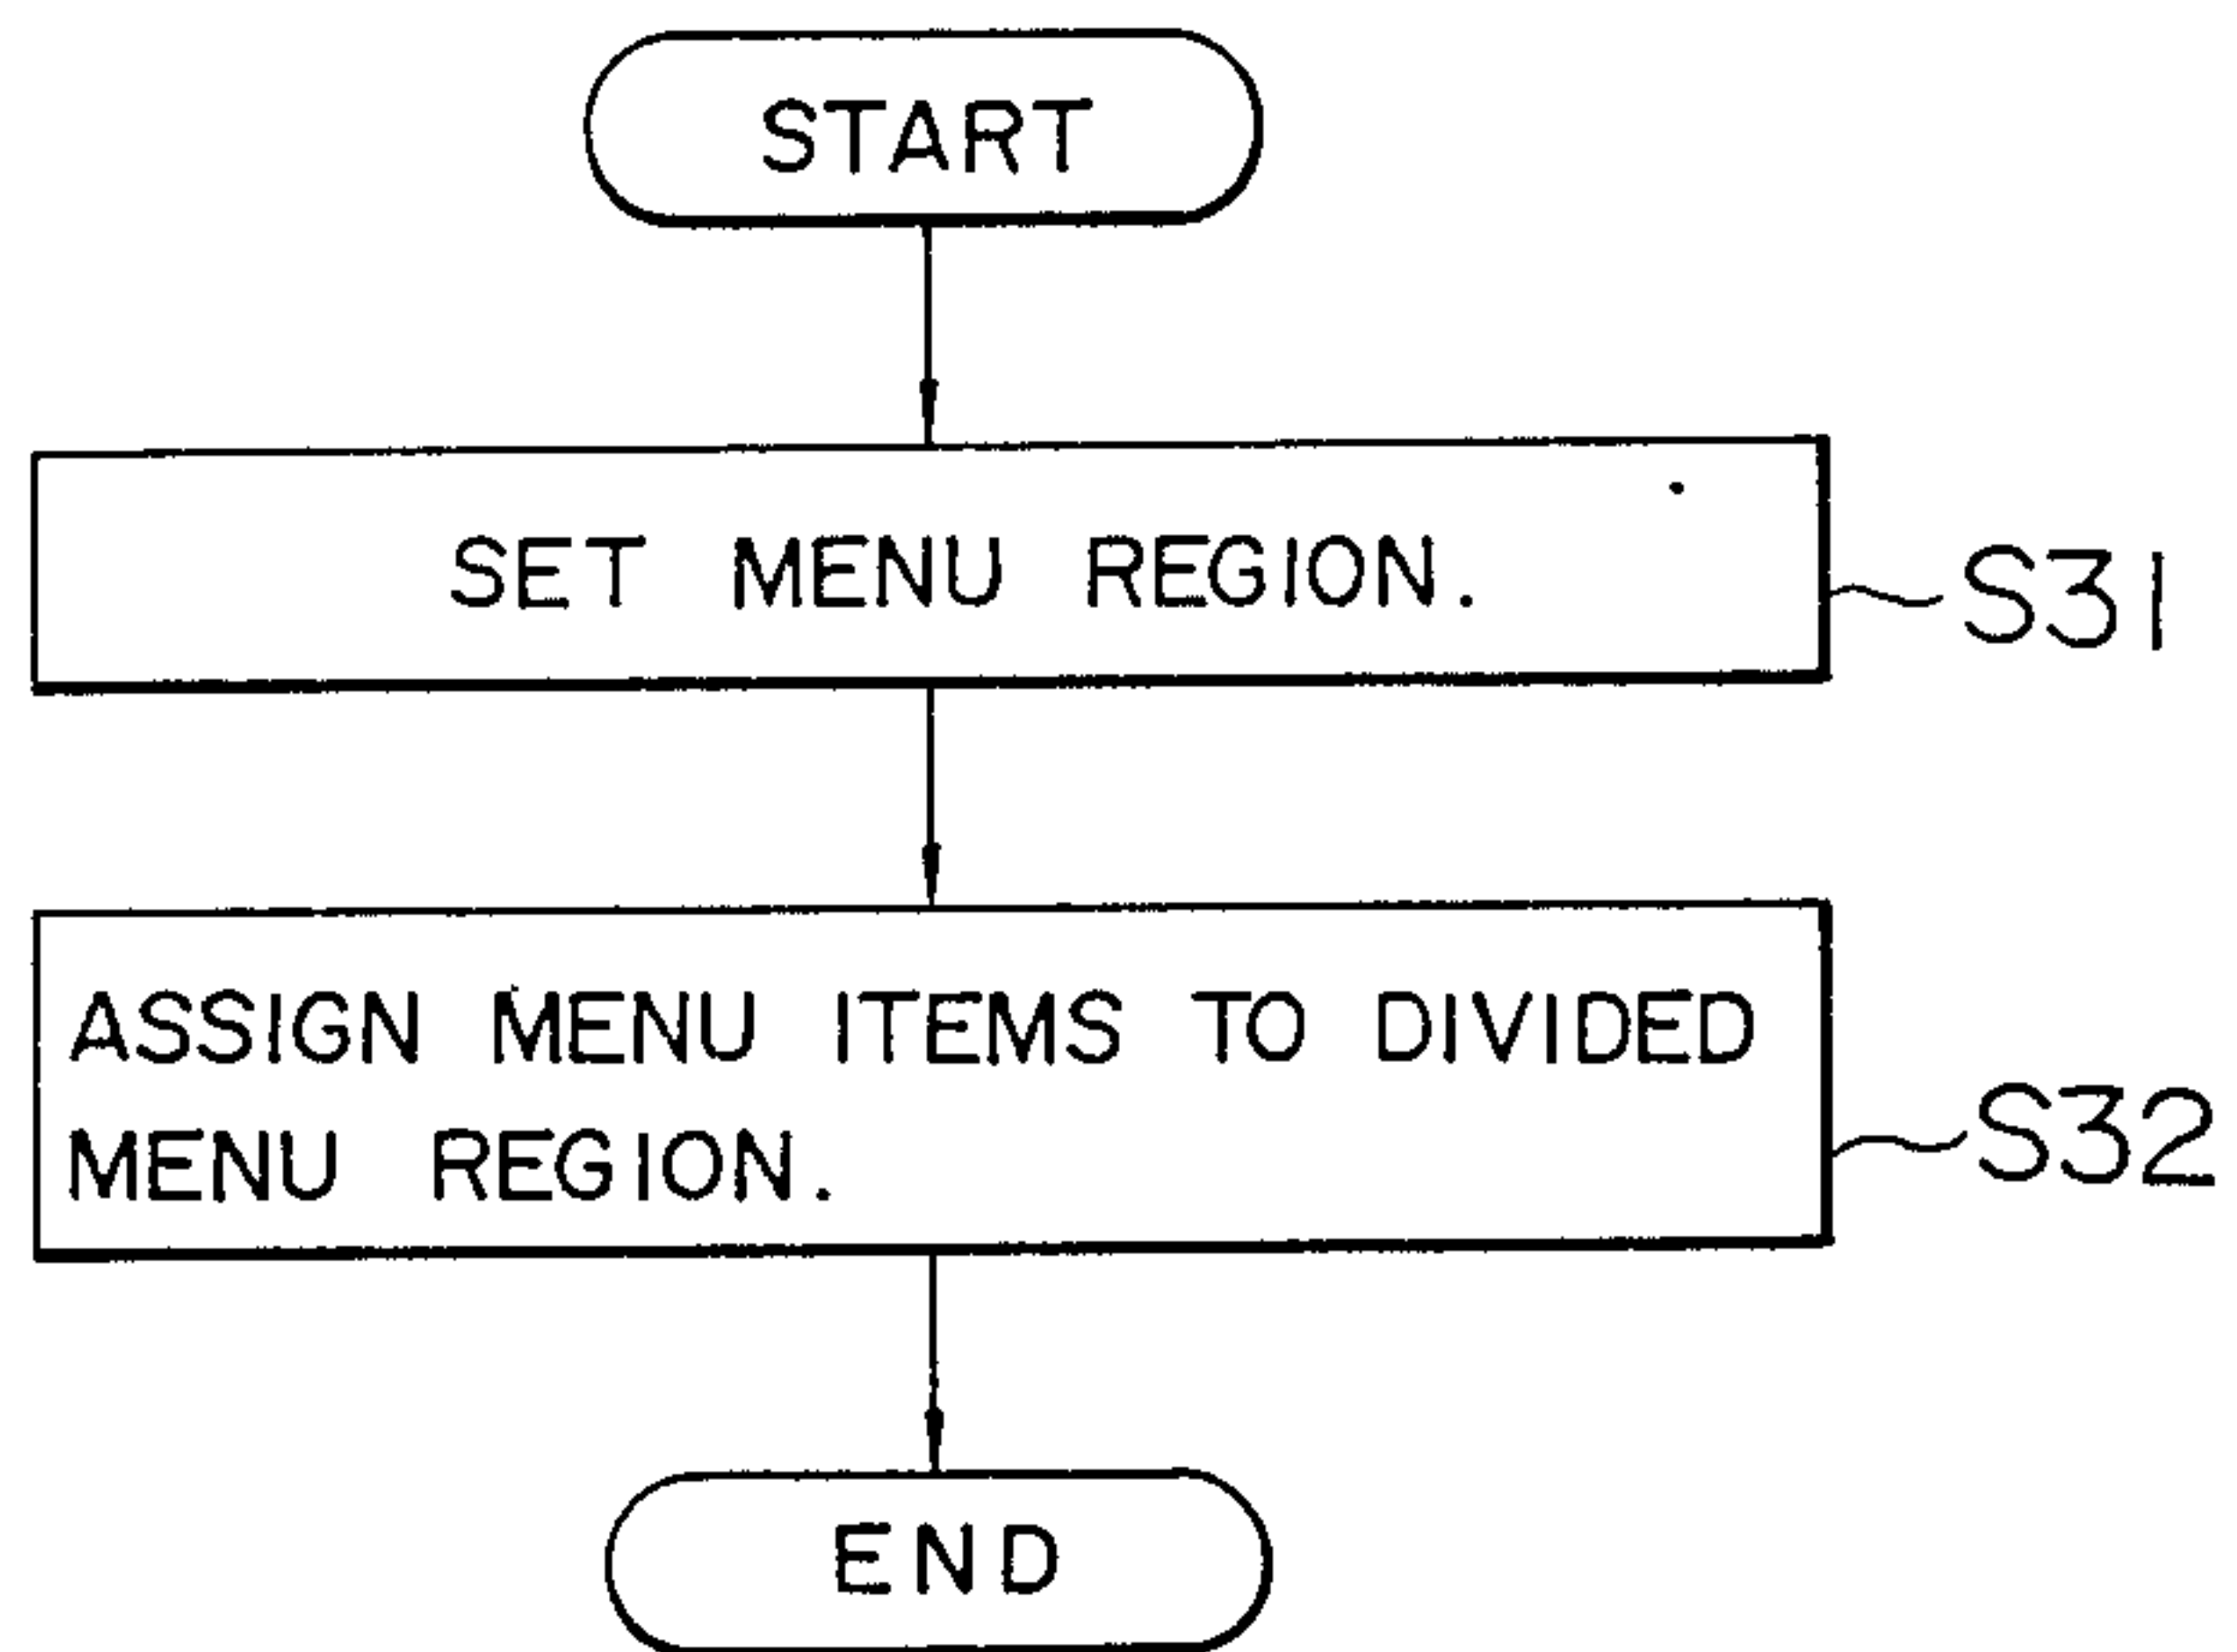 START
SET MENU REGION.
S31
ASSIGN MENU ITEMS TO DIVIDED
MENU REGION.
S32
END